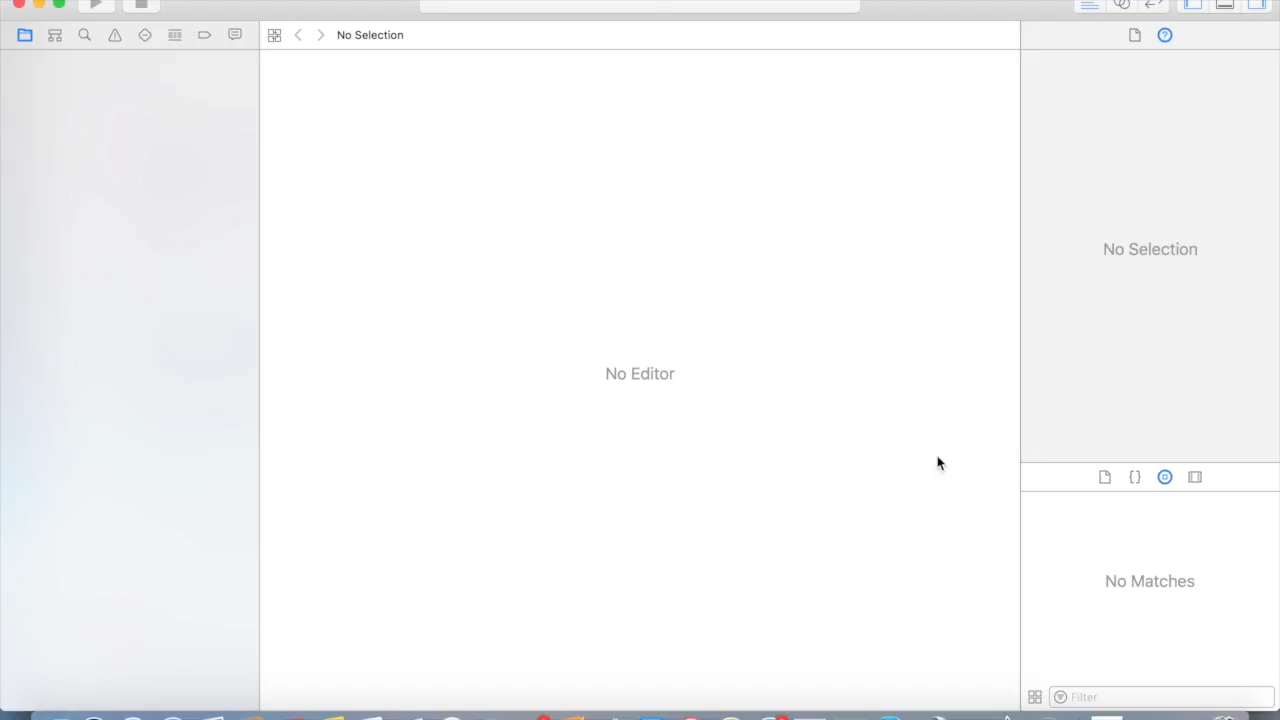 No Selection
No Selection
No Editor
No Matches
Filter